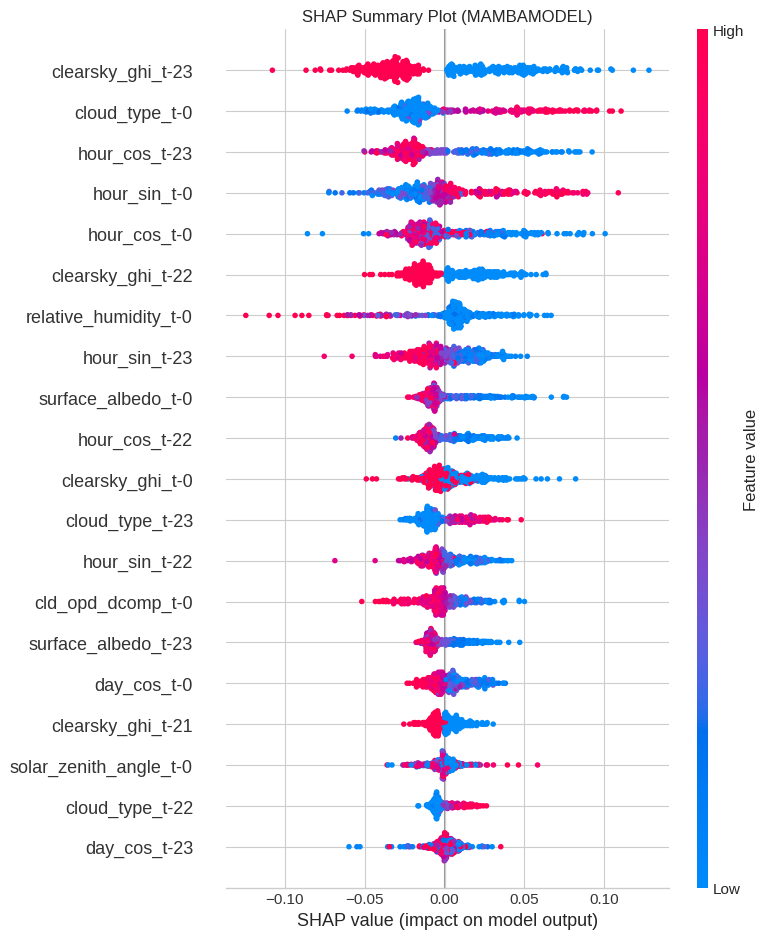 SHAP Summary Plot (MAMBAMODEL)
High
clearsky_ghi_t-23
cloud_type_t-0
hour_cos_t-23
hour_sin_t-0
hour_cos_t-0
clearsky_ghi_t-22
relative_humidity_t-0
hour_sin_t-23
surface_albedo_t-0
hour_cos_t-22
clearsky_ghi_t-0
cloud_type_t-23
hour_sin_t-22
cld_opd_dcomp_t-0
surface_albedo_t-23
day_cos_t-0
clearsky_ghi_t-21
solar_zenith_angle_t-0
cloud_type_t-22
day_cos_t-23
Feature value
Low
−0.10 −0.05 0.00 0.05 0.10
SHAP value (impact on model output)